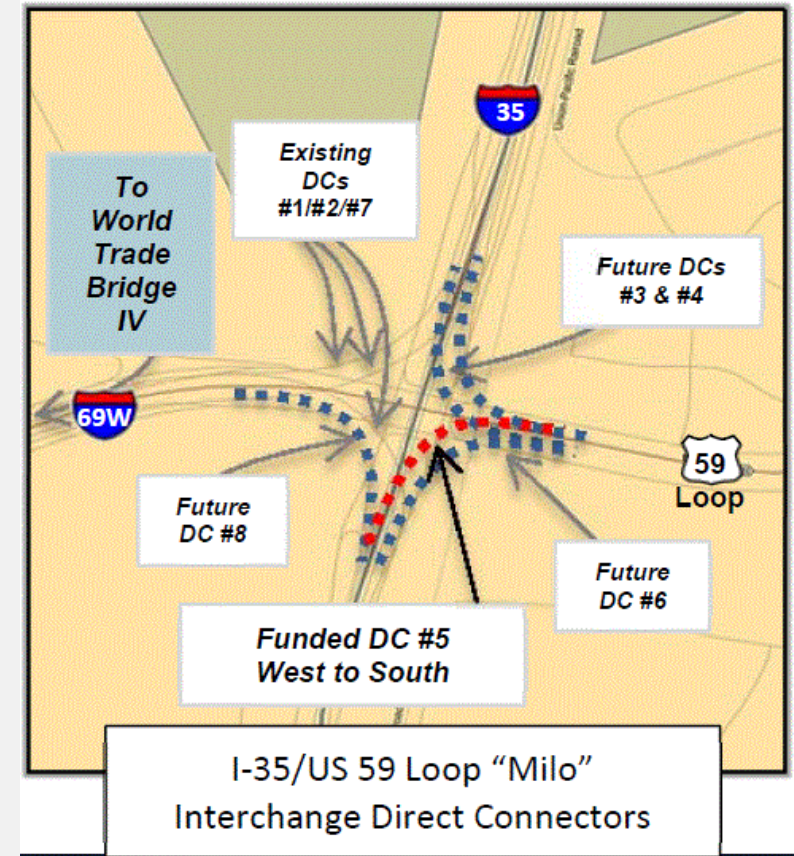 35
Union Pacific Railroad
Existing
DCs
#1/#2/#7
To
World
Trade
Bridge
IV
Future DCs
#3 & #4
69W
59
Loop
Future
DC #8
Future
DC #6
Funded DC #5
West to South
I-35/US 59 Loop “Milo”
Interchange Direct Connectors